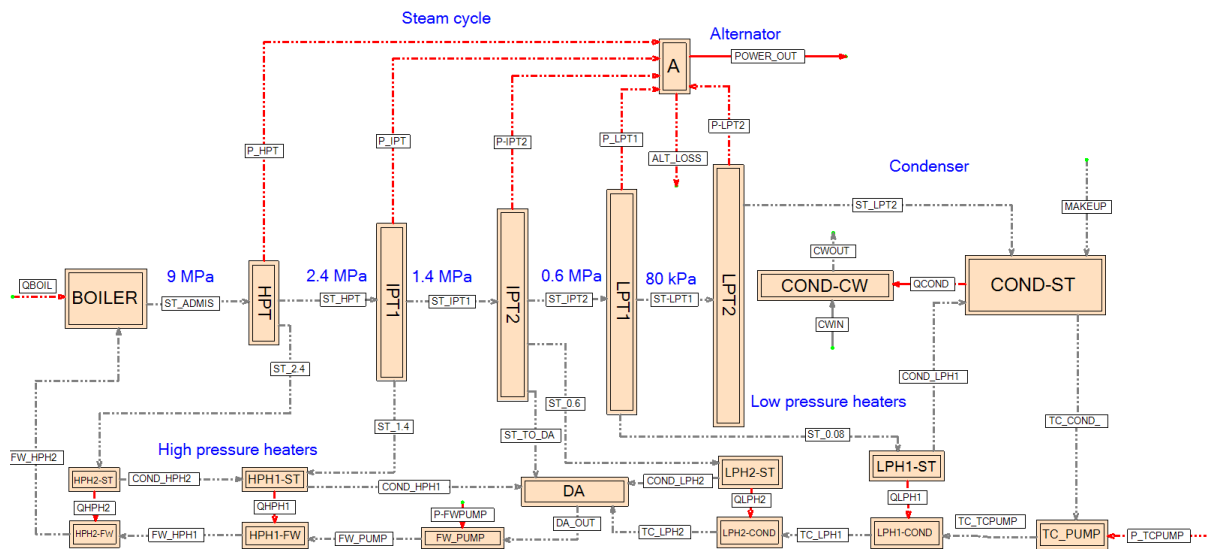 Steam cycle
Alternator
POWER_OUT
A
P_HPT
P_IPT
P-IPT2
P_LPT1
P-LPT2
ALT_LOSS
Condenser
ST_LPT2
MAKEUP
CWOUT
9 MPa
2.4 MPa
1.4 MPa
0.6 MPa
80 kPa
QBOIL
BOILER
ST_ADMIS
HPT
ST_HPT
IPT1
ST_IPT1
IPT2
ST_IPT2
LPT1
ST-LPT1
LPT2
COND-CW
QCOND
COND-ST
CWIN
ST_2.4
COND_LPH1
ST_0.6
Low pressure heaters
ST_1.4
ST_TO_DA
ST_0.08
TC_COND_
High pressure heaters
FW_HPH2
HPH2-ST
COND_HPH2
HPH1-ST
COND_HPH1
DA
COND_LPH2
LPH2-ST
LPH1-ST
QHPH2
QHPH1
P-FWPUMP
QLPH2
QLPH1
HPH2-FW
FW_HPH1
HPH1-FW
FW_PUMP
FW_PUMP
DA_OUT
TC_LPH2
LPH2-COND
TC_LPH1
LPH1-COND
TC_TCPUMP
TC_PUMP
P_TCPUMP